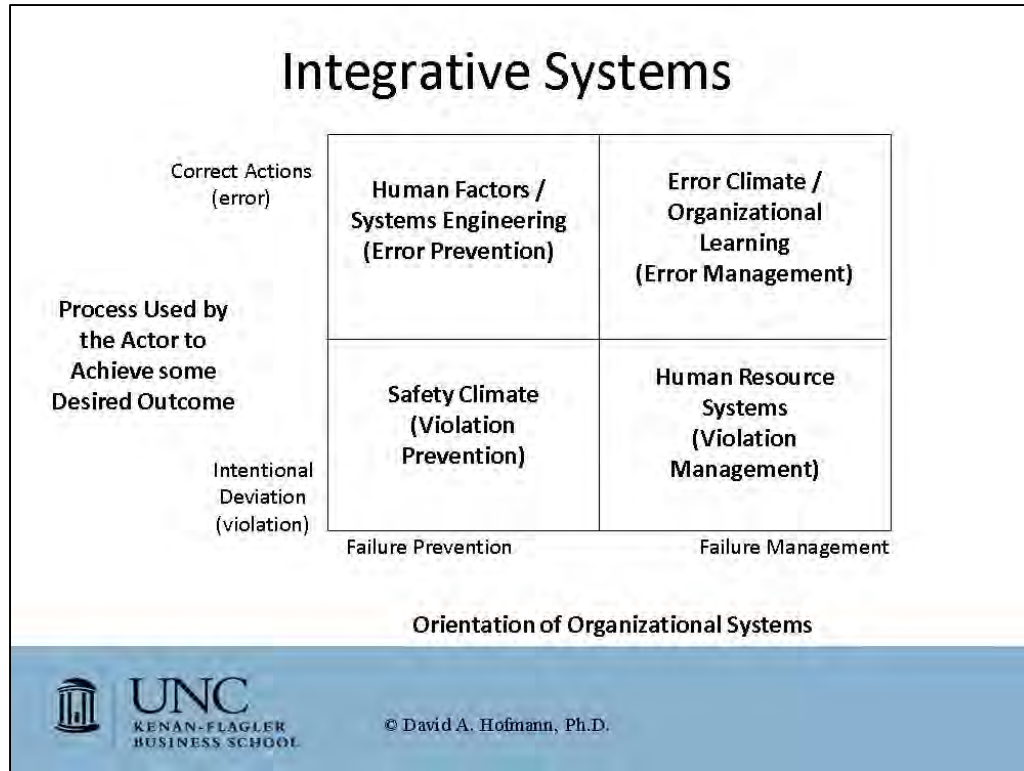 Integrative Systems
Correct Actions
(error)
Human Factors /
Systems Engineering
(Error Prevention)
Error Climate /
Organizational
Learning
(Error Management)
Process Used by
the Actor to
Achieve some
Desired Outcome
Safety Climate
(Violation
Prevention)
Human Resource
Systems
(Violation
Management)
Intentional
Deviation
(violation)
Failure Prevention
Failure Management
Orientation of Organizational Systems
UNC
KENAN-FLAGLER
BUSINESS SCHOOL
© David A. Hofmann, Ph.D.